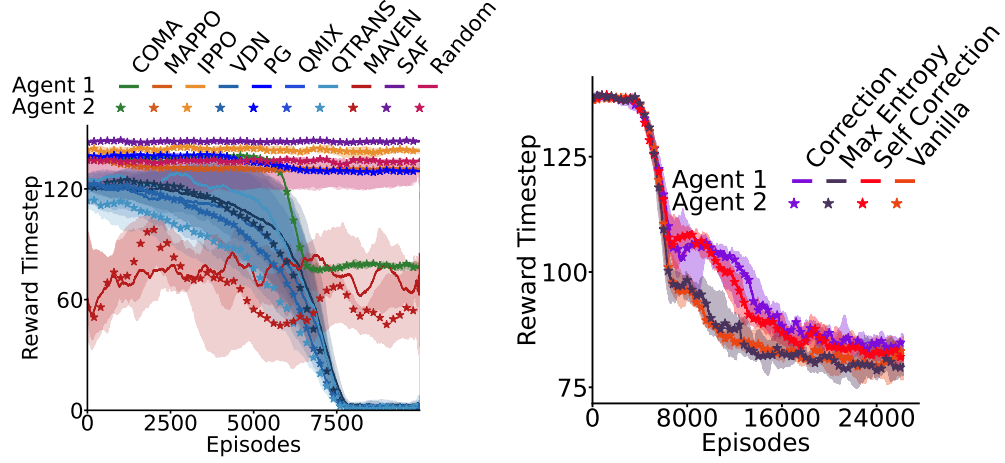 COMA
MAPPO
IPPO
VDN
PG
QMIX
QTRANS
MAVEN
SAF
Random
Agent 1
Agent 2
Reward Timestep
120
60
0
0
2500
5000
7500
Episodes
Correction
Max Entropy
Self Correction
Vanilla
Agent 1
Agent 2
Reward Timestep
125
100
75
0
8000
16000
24000
Episodes